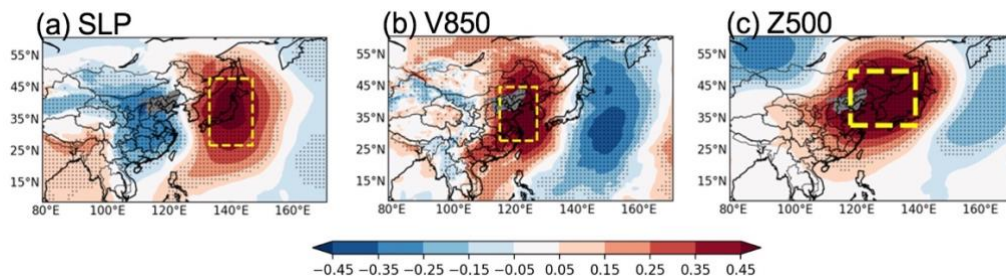 (a) SLP (b) V850 (c) Z500
55°N 55°N 55°N
45°N 45°N 45°N
35°N 35°N 35°N
25°N 25°N 25°N
15°N 15°N 15°N
80°E 100°E 120°E 140°E 160°E 80°E 100°E 120°E 140°E 160°E 80°E 100°E 120°E 140°E 160°E
−0.45 −0.35 −0.25 −0.15 −0.05 0.05 0.15 0.25 0.35 0.45